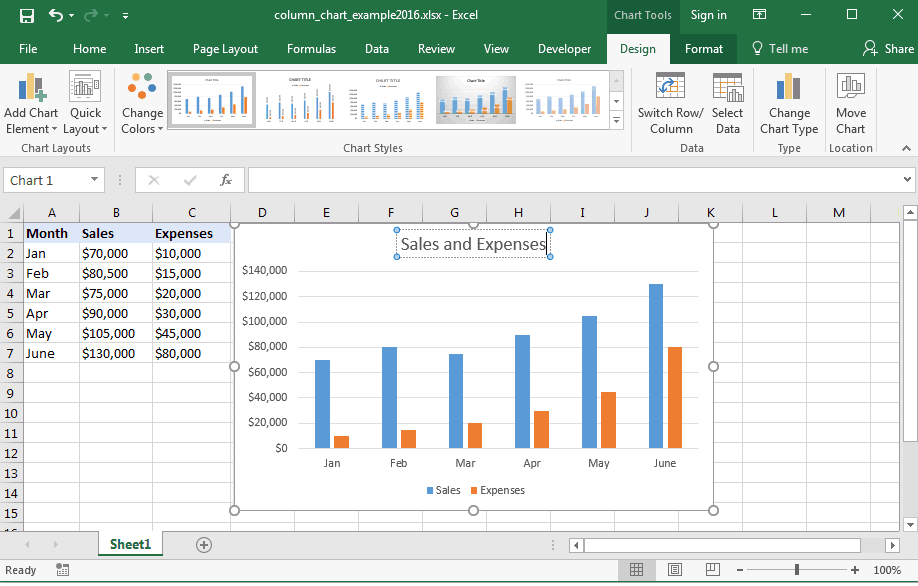 column_chart_example2016.xlsx - Excel
Chart Tools
Sign in
File Home Insert Page Layout Formulas Data Review View Developer Design Format Tell me Share
Add Chart Element
Quick Layout
Chart Layouts
Change Colors
Chart Styles
Switch Row/ Column
Select Data
Data
Change Chart Type
Type
Move Chart
Location
Chart 1
fx
A B C D E F G H I J K L M
1 Month Sales Expenses
2 Jan $70,000 $10,000
3 Feb $80,500 $15,000
4 Mar $75,000 $20,000
5 Apr $90,000 $30,000
6 May $105,000 $45,000
7 June $130,000 $80,000
8
9
10
11
12
13
14
15
Sales and Expenses
$140,000
$120,000
$100,000
$80,000
$60,000
$40,000
$20,000
$0
Jan Feb Mar Apr May June
Sales Expenses
Sheet1
Ready
100%